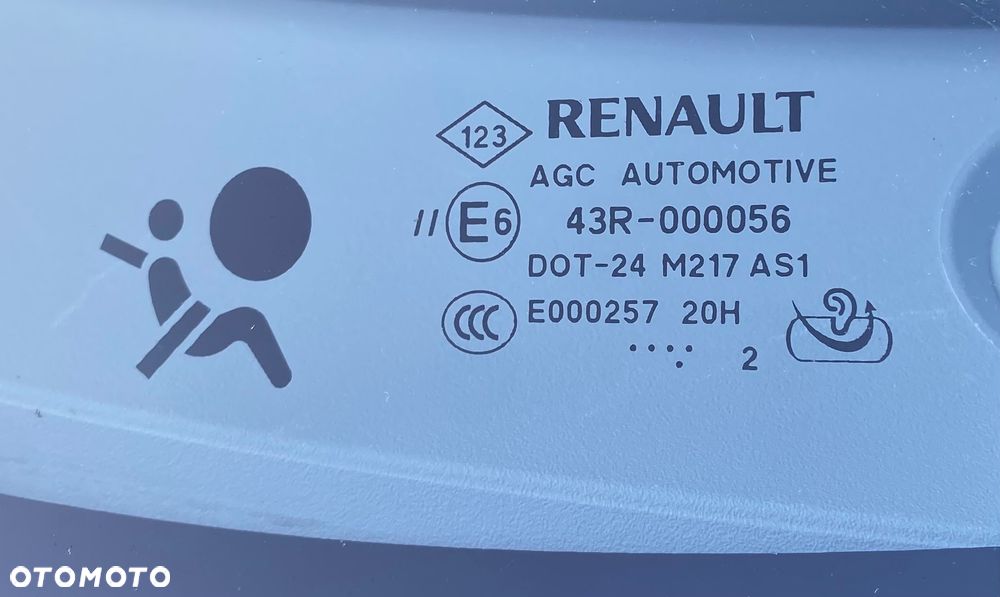 123 RENAULT
AGC AUTOMOTIVE
// E6 43R-000056
DOT-24 M217 AS1
CCC E000257 20H
.... 2
.
OTOMOTO